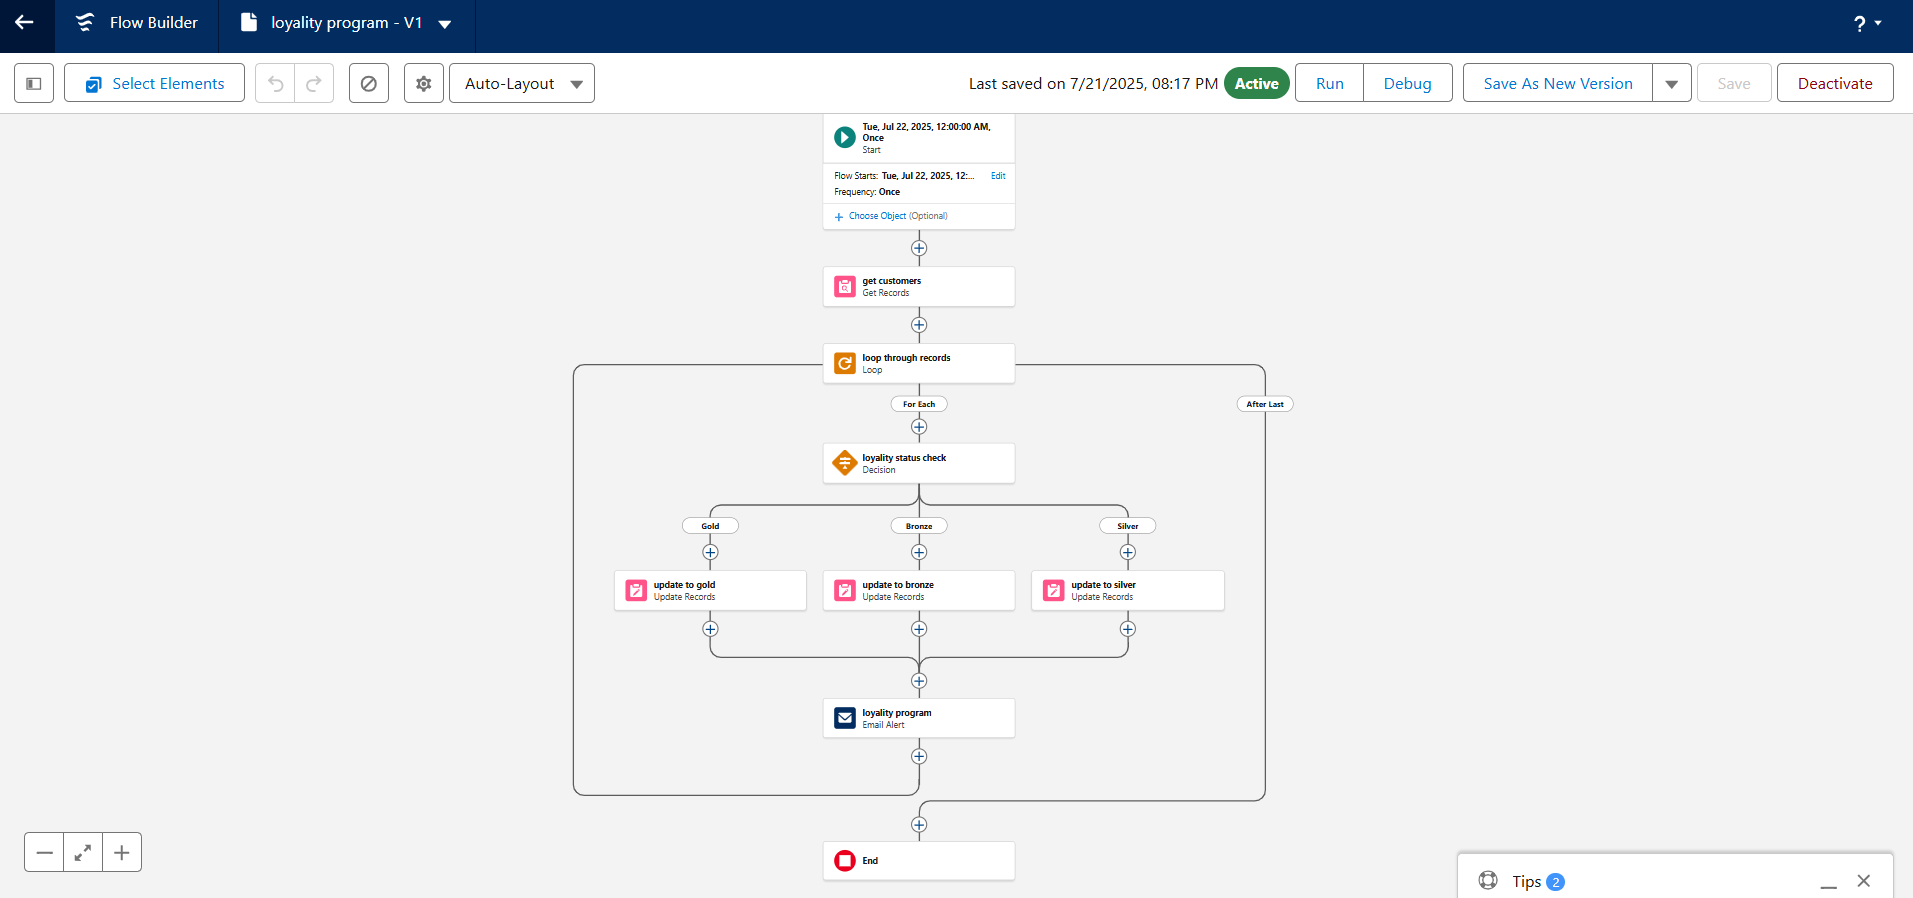 Flow Builder
loyality program - V1
?
Select Elements
Auto-Layout
Last saved on 7/21/2025, 08:17 PM
Active
Run
Debug
Save As New Version
Save
Deactivate
Tue, Jul 22, 2025, 12:00:00 AM,
Once
Start
Flow Starts: Tue, Jul 22, 2025, 12:...
Edit
Frequency: Once
+ Choose Object (Optional)
get customers
Get Records
loop through records
Loop
For Each
After Last
loyality status check
Decision
Gold
Bronze
Silver
update to gold
Update Records
update to bronze
Update Records
update to silver
Update Records
loyality program
Email Alert
End
Tips 2